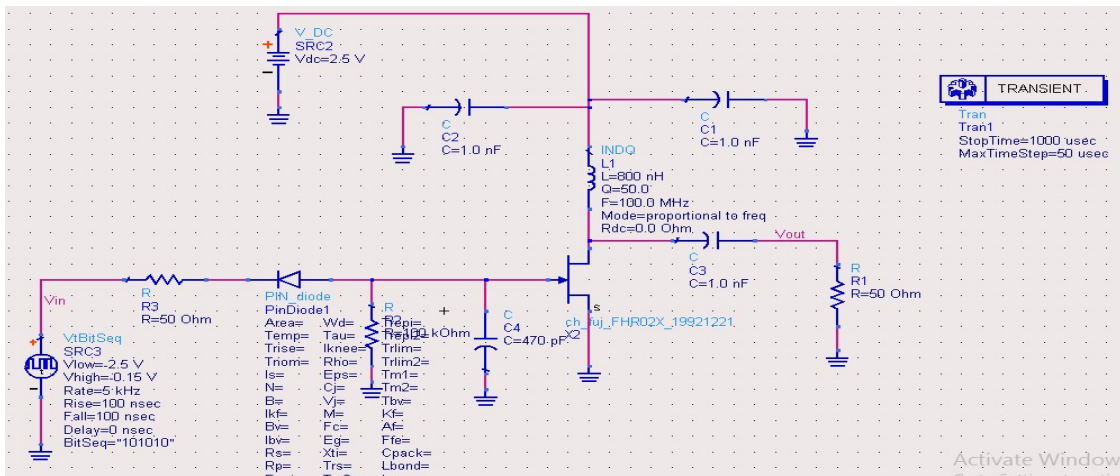 V_DC
SRC2
Vdc=2.5 V
+
-
C
C2
C=1.0 nF
C
C1
C=1.0 nF
TRANSIENT
Tran
Tran1
StopTime=1000 usec
MaxTimeStep=50 usec
INDQ
L1
L=800 nH
Q=50.0
F=100.0 MHz
Mode=proportional to freq
Rdc=0.0 Ohm
Vout
C
C3
C=1.0 nF
R
R1
R=50 Ohm
Vin
R
R3
R=50 Ohm
PIN_diode
PinDiode1
Area= Wd= Trepi=
Temp= Tau=
Trise= Iknee= Trlim=
Tnom= Rho= Trlim2=
Is= Eps= Tm1=
N= Cj= Tm2=
B= Vj= Tbv=
Ikf= M= Kf=
Bv= Fc= Af=
Ibv= Eg= Ffe=
Rs= Xti= Cpack=
Rp= Trs= Lbond=
R
R=100 kOhm
C
C4
C=470 pF
S
ch_fuj_FHR02X_19921221
X2
+
VtBitSeq
SRC3
Vlow=-2.5 V
Vhigh=-0.15 V
Rate=5 kHz
Rise=100 nsec
Fall=100 nsec
Delay=0 nsec
BitSeq="101010"
-
Activate Window